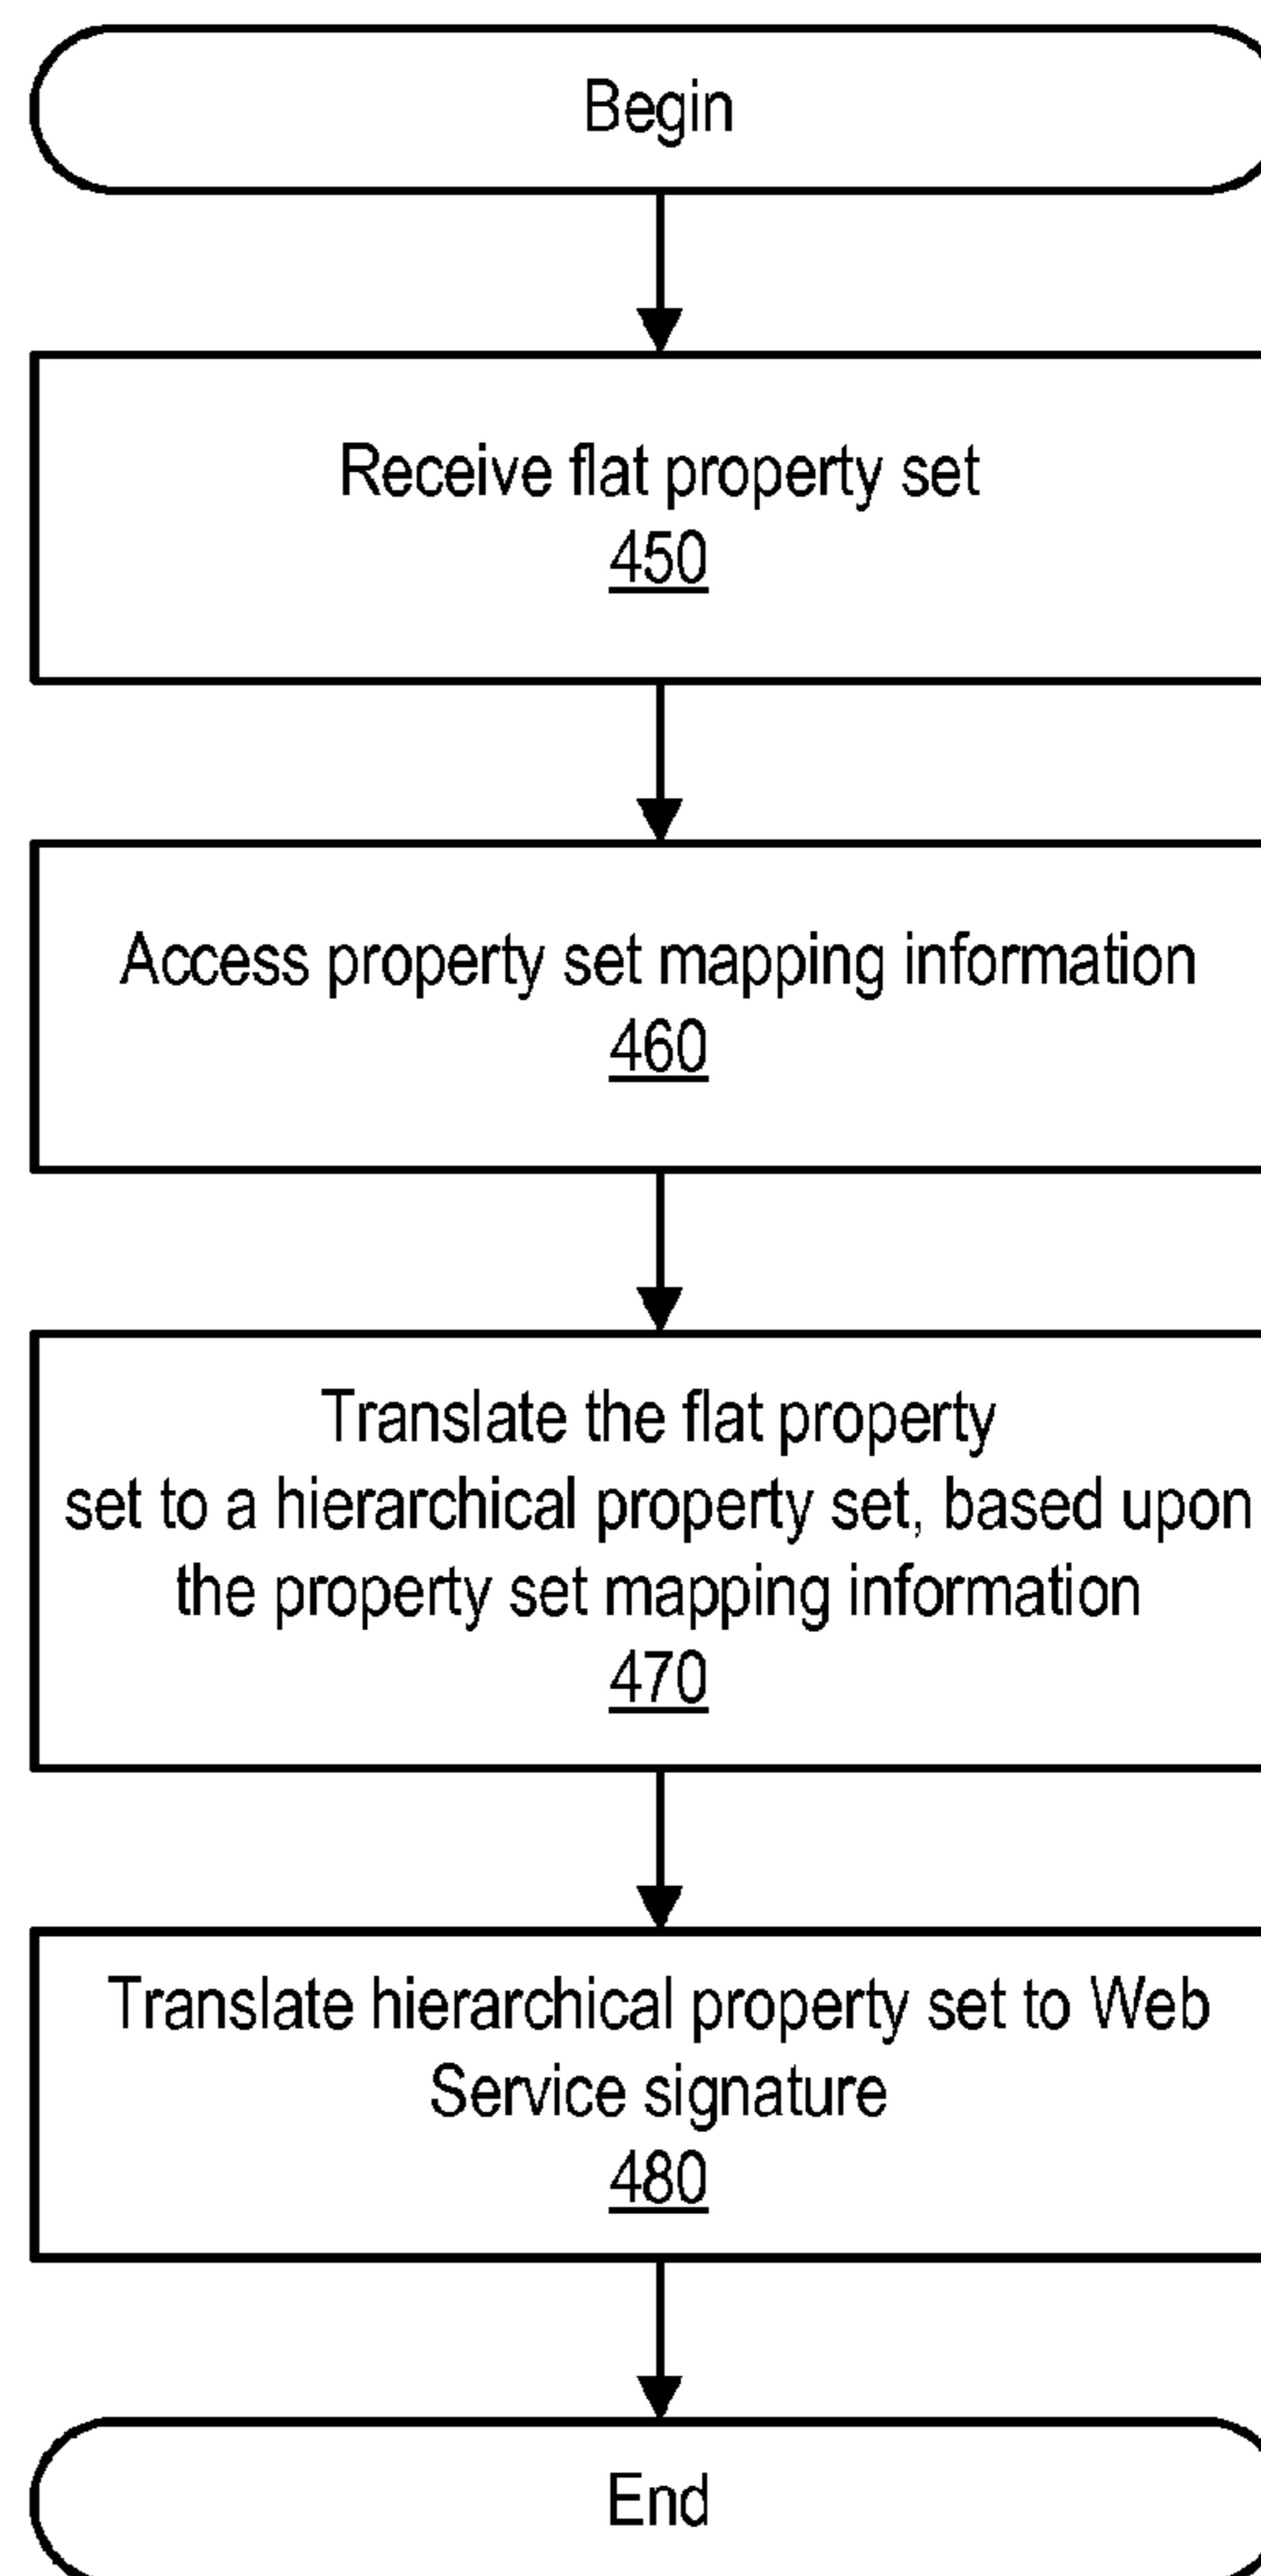 Begin
Receive flat property set
450
Access property set mapping information
460
Translate the flat property
set to a hierarchical property set, based upon
the property set mapping information
470
Translate hierarchical property set to Web
Service signature
480
End